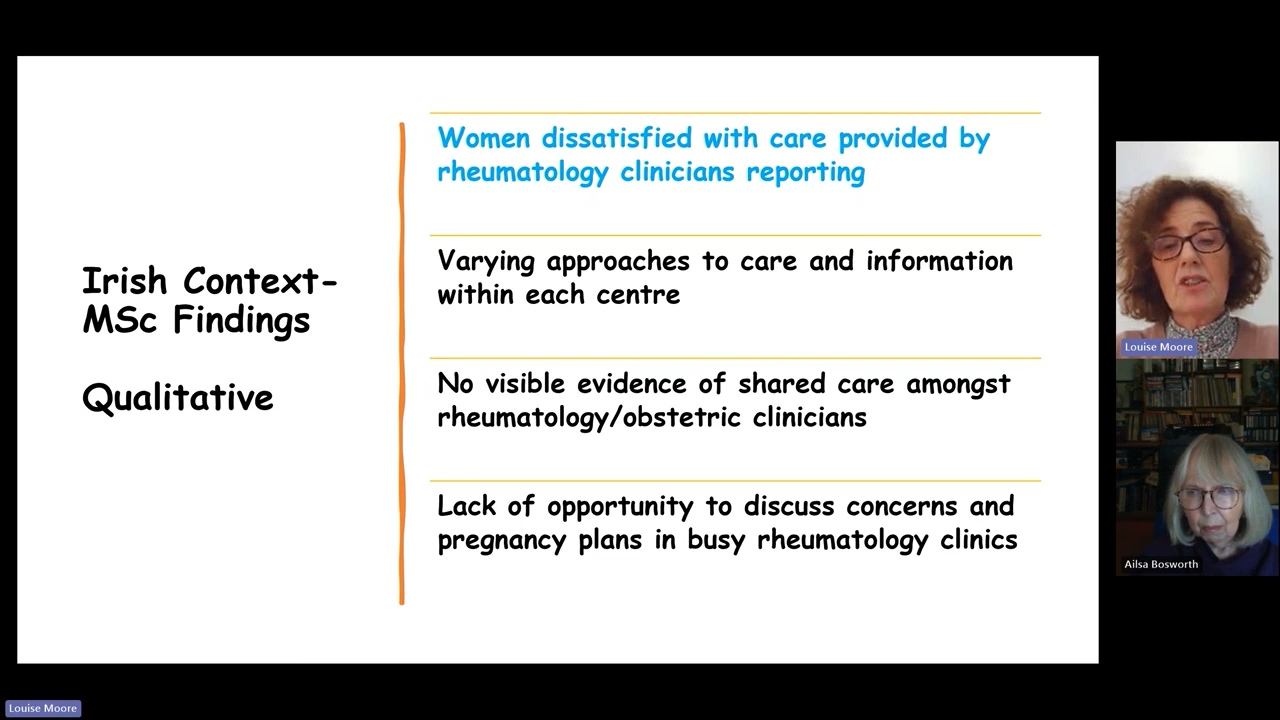 Irish Context-
MSc Findings
Qualitative
Women dissatisfied with care provided by
rheumatology clinicians reporting
Varying approaches to care and information
within each centre
No visible evidence of shared care amongst
rheumatology/obstetric clinicians
Lack of opportunity to discuss concerns and
pregnancy plans in busy rheumatology clinics
Louise Moore
Ailsa Bosworth
Louise Moore